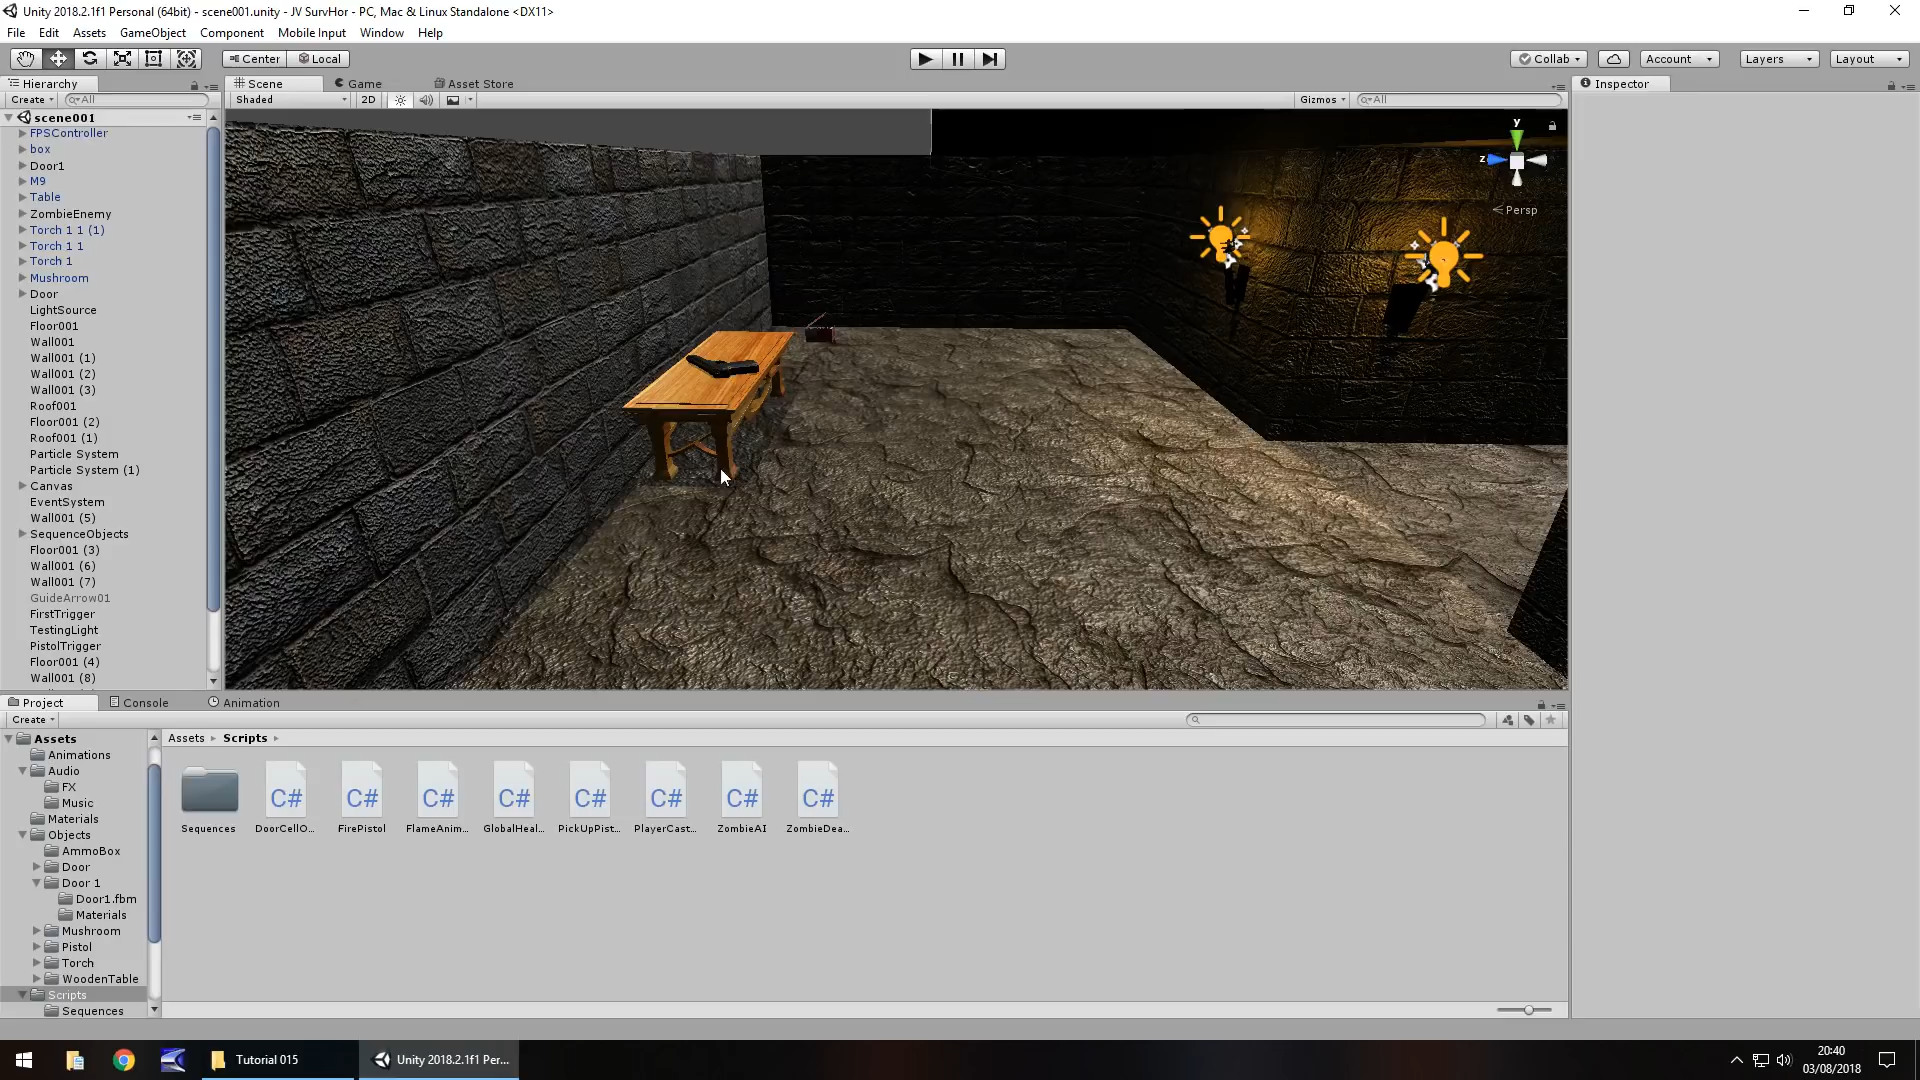 Unity 2018.2.1f1 Personal (64bit) - scene001.unity - JV SurvHor - PC, Mac & Linux Standalone <DX11>
File Edit Assets GameObject Component Mobile Input Window Help
Center Local Collab Account Layers Layout
Hierarchy
Scene Game Asset Store
Inspector
Create All
Shaded 2D Gizmos All
scene001
FPSController
box
Door1
M9
Table
ZombieEnemy
Torch 1 1 (1)
Torch 1 1
Torch 1
Mushroom
Door
LightSource
Floor001
Wall001
Wall001 (1)
Wall001 (2)
Wall001 (3)
Roof001
Floor001 (2)
Roof001 (1)
Particle System
Particle System (1)
Canvas
EventSystem
Wall001 (5)
SequenceObjects
Floor001 (3)
Wall001 (6)
Wall001 (7)
GuideArrow01
FirstTrigger
TestingLight
PistolTrigger
Floor001 (4)
Wall001 (8)
y
z
Persp
Project Console Animation
Create
Assets
Animations
Audio
FX
Music
Materials
Objects
AmmoBox
Door
Door 1
Door1.fbm
Materials
Mushroom
Pistol
Torch
WoodenTable
Scripts
Sequences
Assets Scripts
C# C# C# C# C# C# C# C#
Sequences DoorCellO... FirePistol FlameAnim... GlobalHeal... PickUpPist... PlayerCast... ZombieAI ZombieDea...
Tutorial 015
Unity 2018.2.1f1 Per...
20:40
03/08/2018